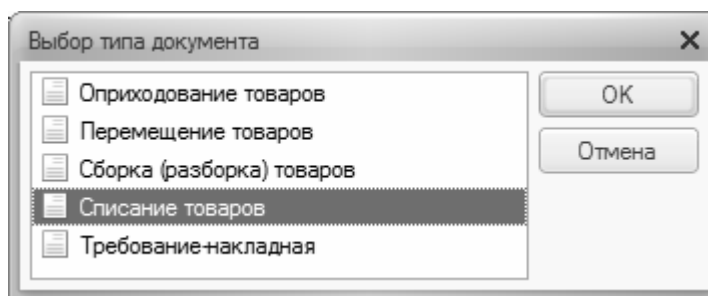 Выбор типа документа
Оприходование товаров
OK
Перемещение товаров
Отмена
Сборка (разборка) товаров
Списание товаров
Требование-накладная